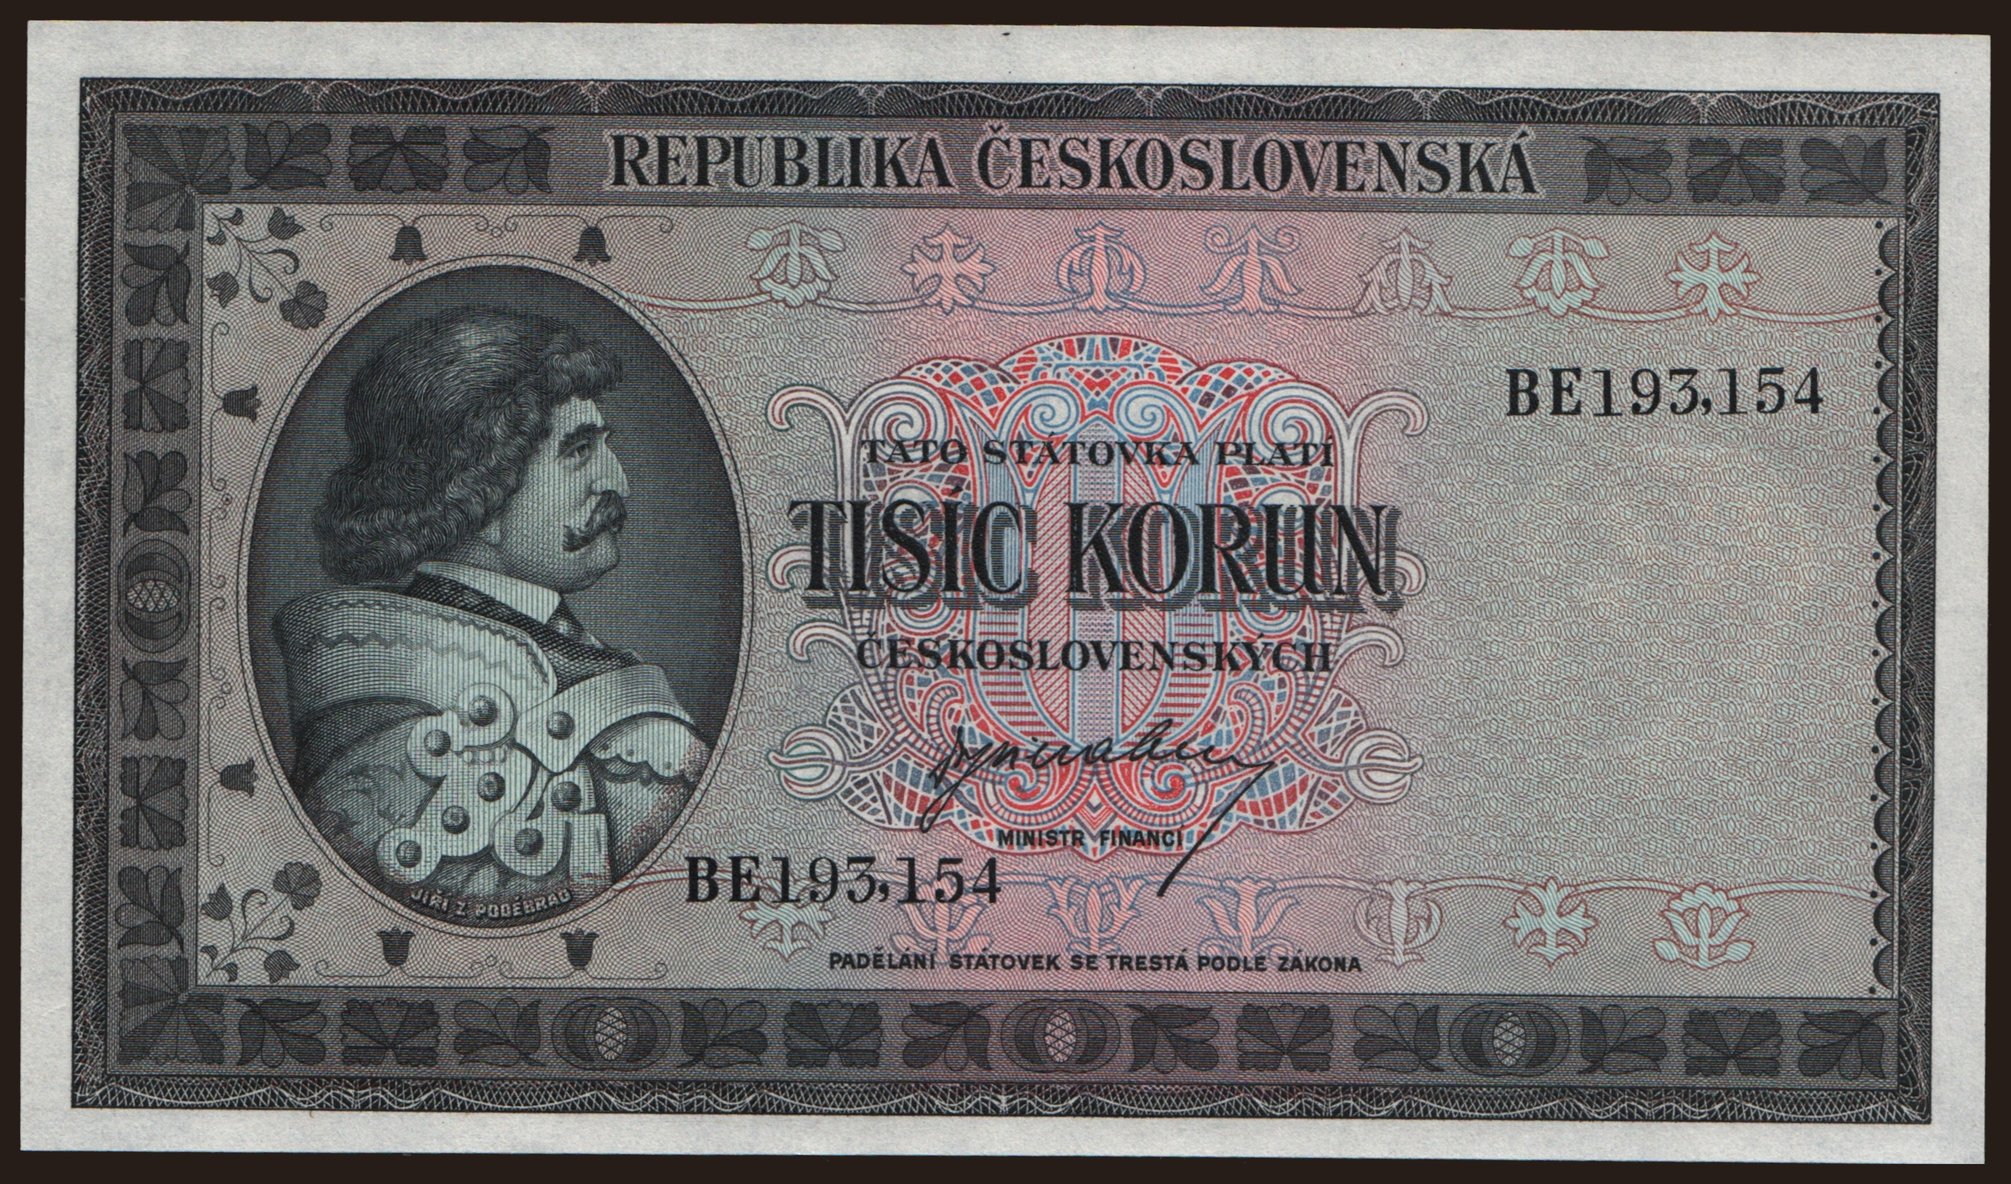 REPUBLIKA ČESKOSLOVENSKÁ
BE193,154
TATO STÁTOVKA PLATÍ
TISÍC KORUN
ČESKOSLOVENSKÝCH
MINISTR FINANCÍ
BE193,154
JIŘÍ Z PODĚBRAD
PADĚLÁNÍ STÁTOVEK SE TRESTÁ PODLE ZÁKONA